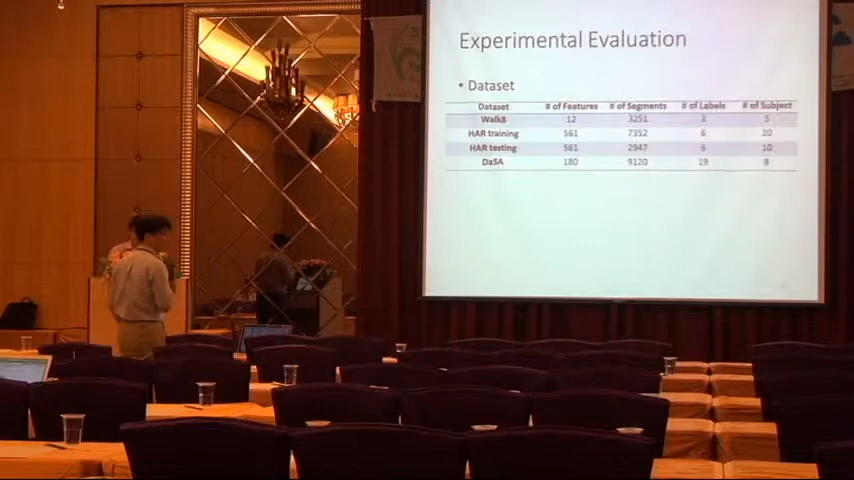 Experimental Evaluation
• Dataset
Dataset # of Features # of Segments # of Labels # of Subject
Walk8 12 3251 3 5
HAR training 561 7352 6 20
HAR testing 561 2947 6 10
DaSA 180 9120 19 8